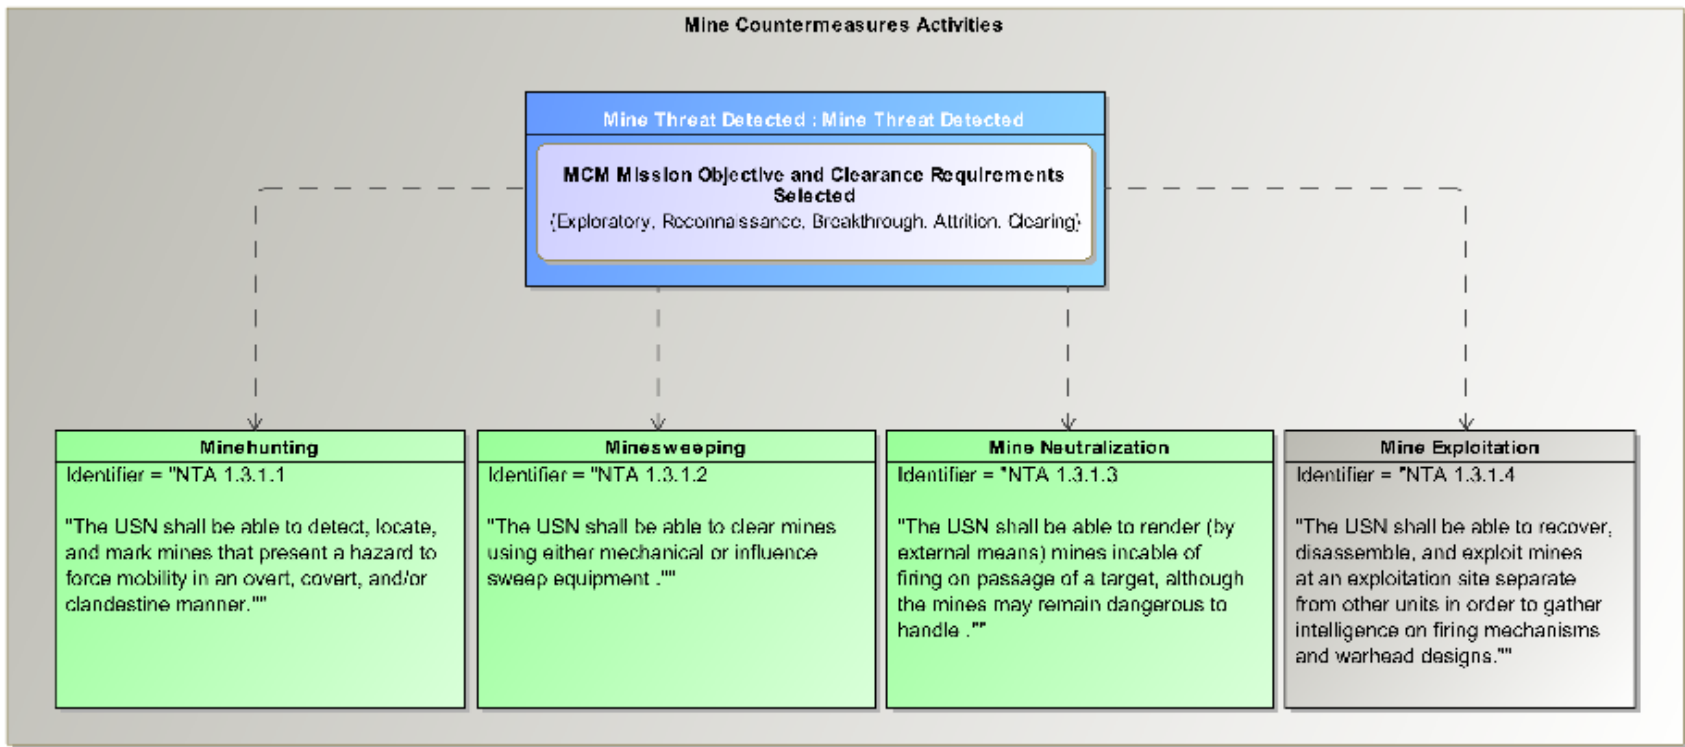 Mine Countermeasures Activities
Mine Threat Detected : Mine Threat Detected
MCM Mission Objective and Clearance Requirements
Selected
{Exploratory, Reconnaissance, Breakthrough, Attrition, Clearing}
Minehunting
Identifier = "NTA 1.3.1.1
"The USN shall be able to detect, locate,
and mark mines that present a hazard to
force mobility in an overt, covert, and/or
clandestine manner.""
Minesweeping
Identifier = "NTA 1.3.1.2
"The USN shall be able to clear mines
using either mechanical or influence
sweep equipment .""
Mine Neutralization
Identifier = "NTA 1.3.1.3
"The USN shall be able to render (by
external means) mines incable of
firing on passage of a target, although
the mines may remain dangerous to
handle .""
Mine Exploitation
Identifier = "NTA 1.3.1.4
"The USN shall be able to recover,
disassemble, and exploit mines
at an exploitation site separate
from other units in order to gather
intelligence on firing mechanisms
and warhead designs.""